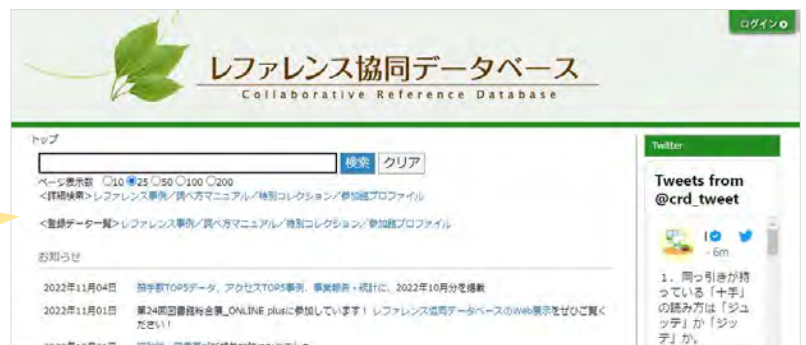 ログイン
レファレンス協同データベース
Collaborative Reference Database
トップ
検索 クリア
ページ表示数 10 25 50 100 200
<詳細検索>レファレンス事例/調べ方マニュアル/特別コレクション/参加館プロファイル
<登録データ一覧>レファレンス事例/調べ方マニュアル/特別コレクション/参加館プロファイル
お知らせ
2022年11月04日 拍手数TOP5データ、アクセスTOP5事例、事業報告・統計に、2022年10月分を掲載
2022年11月01日 第24回図書館総合展_ONLINE plusに参加しています! レファレンス協同データベースのWeb展示をぜひご覧く
ださい!
Twitter
Tweets from
@crd_tweet
· 6m
1. 岡っ引きが持
っている「十手」
の読み方は「ジュ
ッテ」か「ジッ
テ」か。